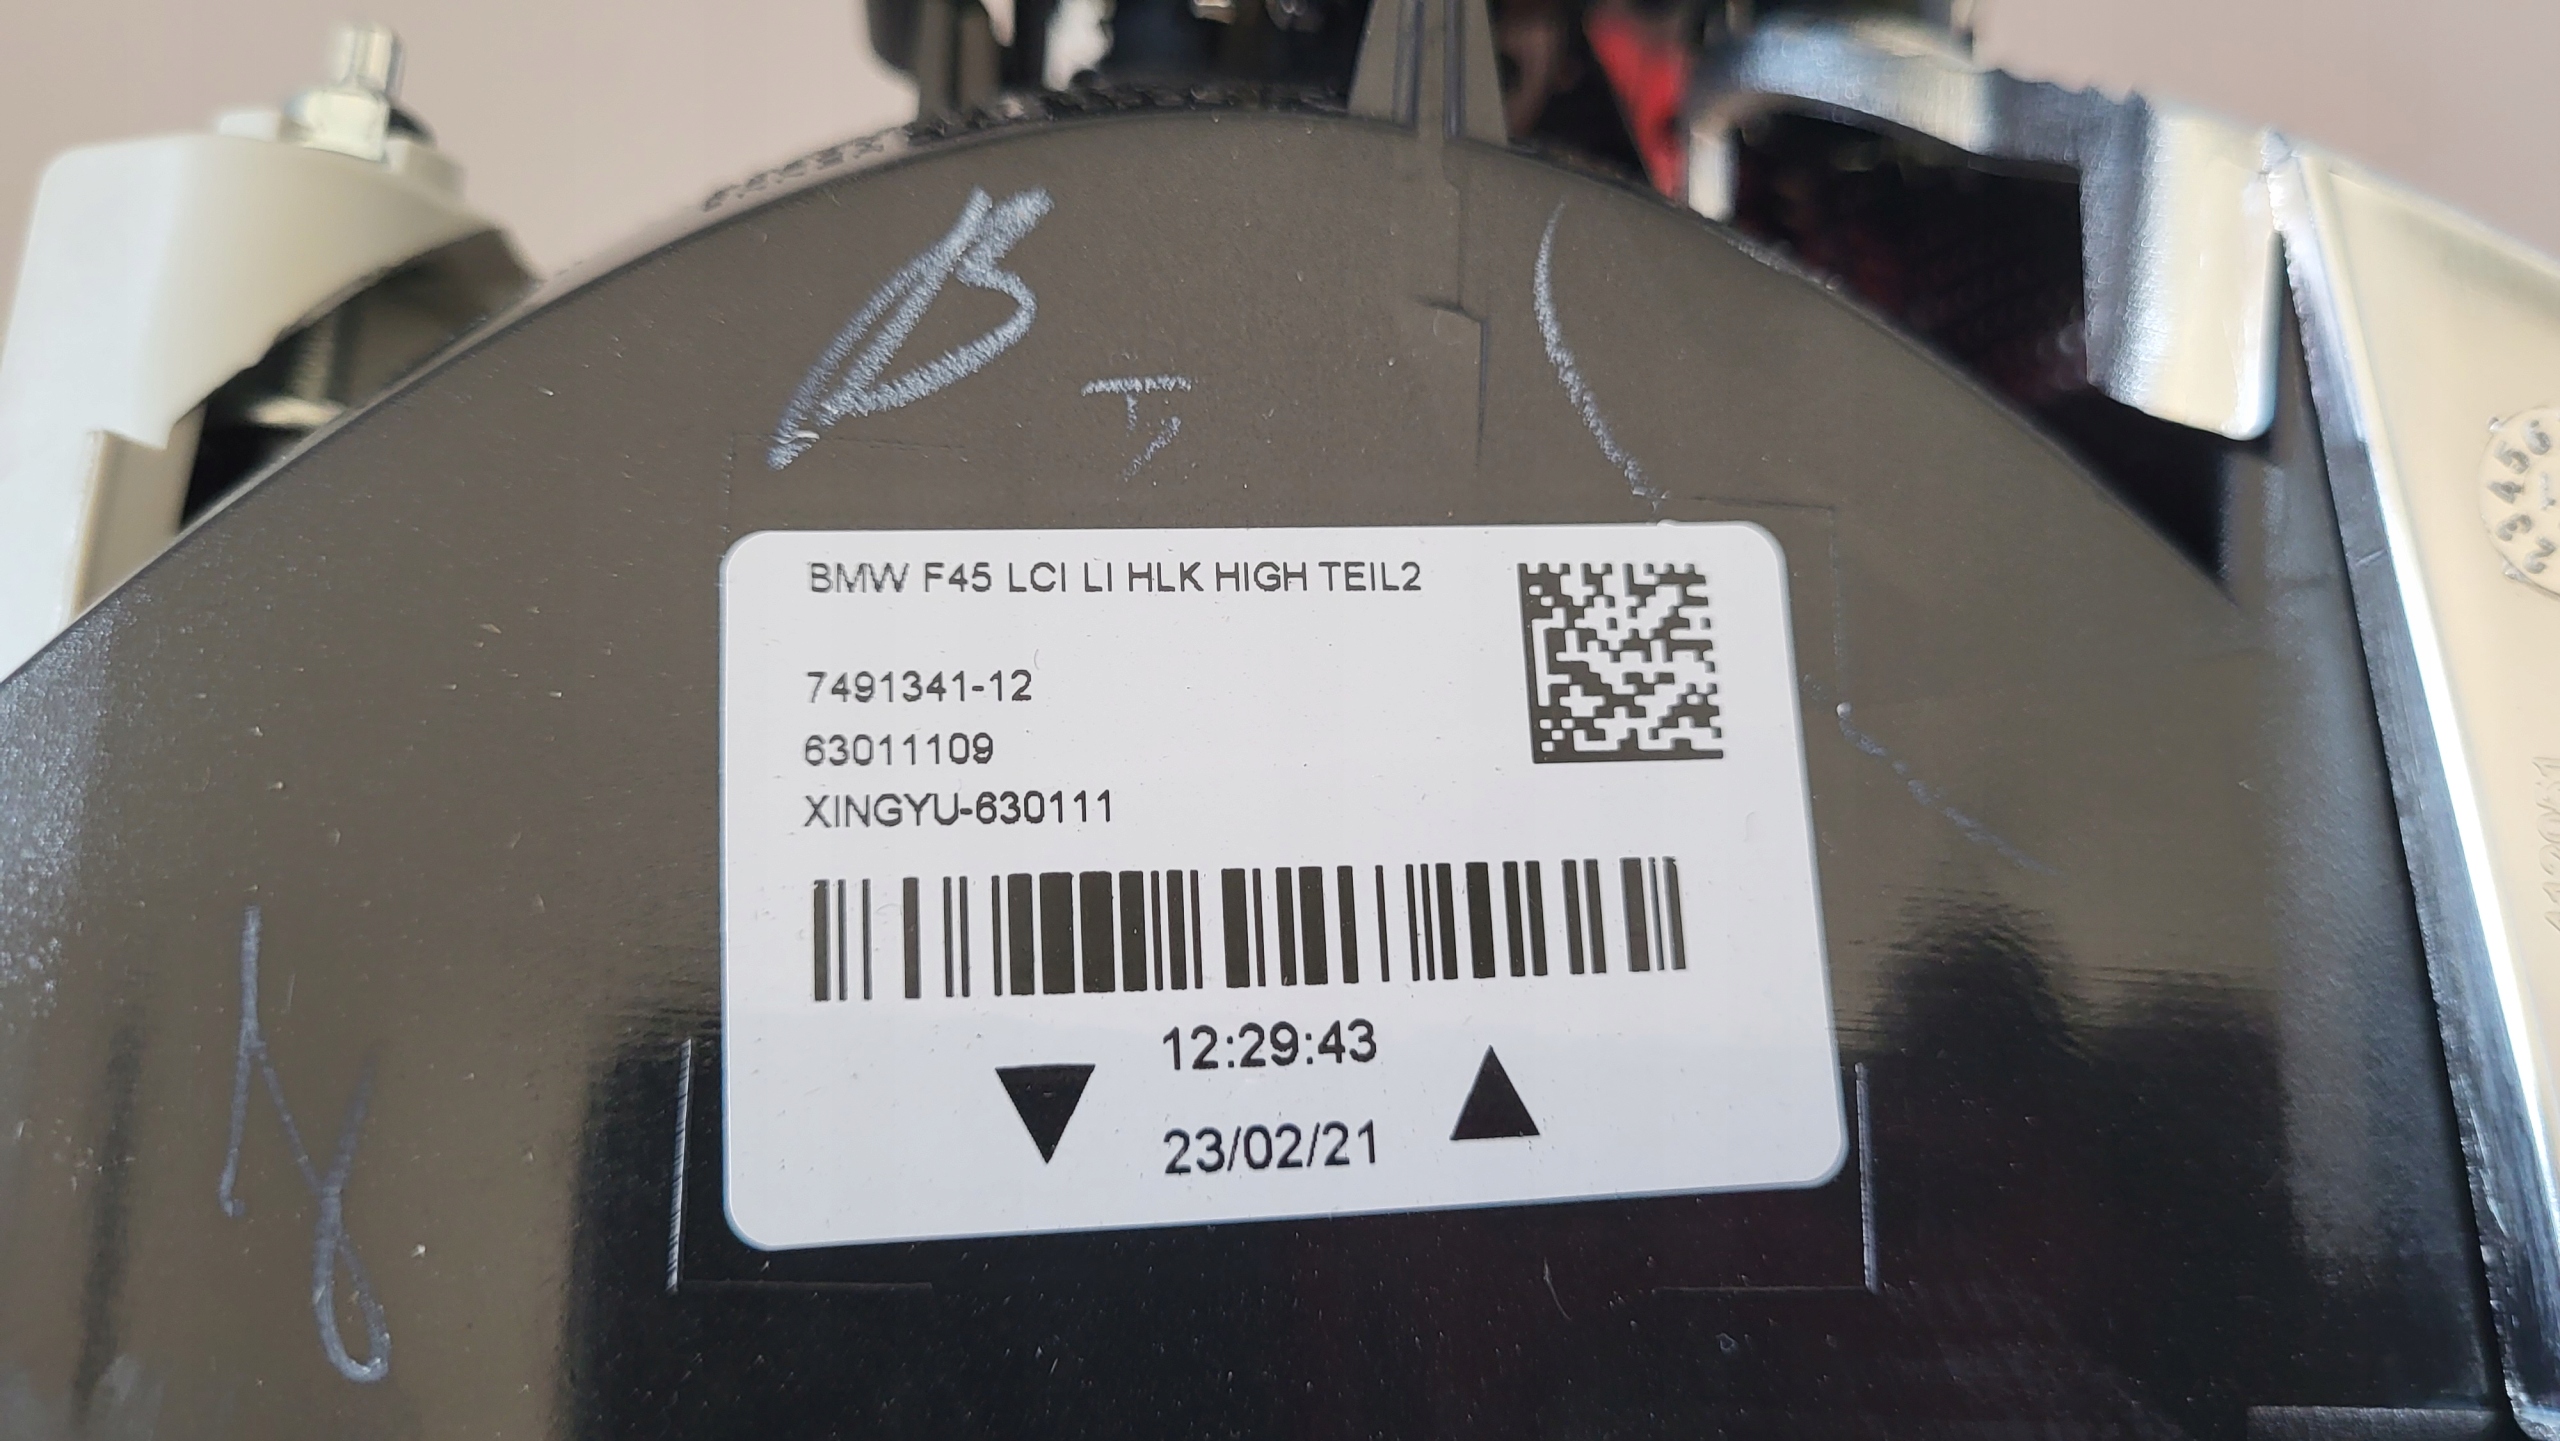 B
BMW F45 LCI LI HLK HIGH TEIL2
7491341-12
63011109
XINGYU-630111
12:29:43
23/02/21